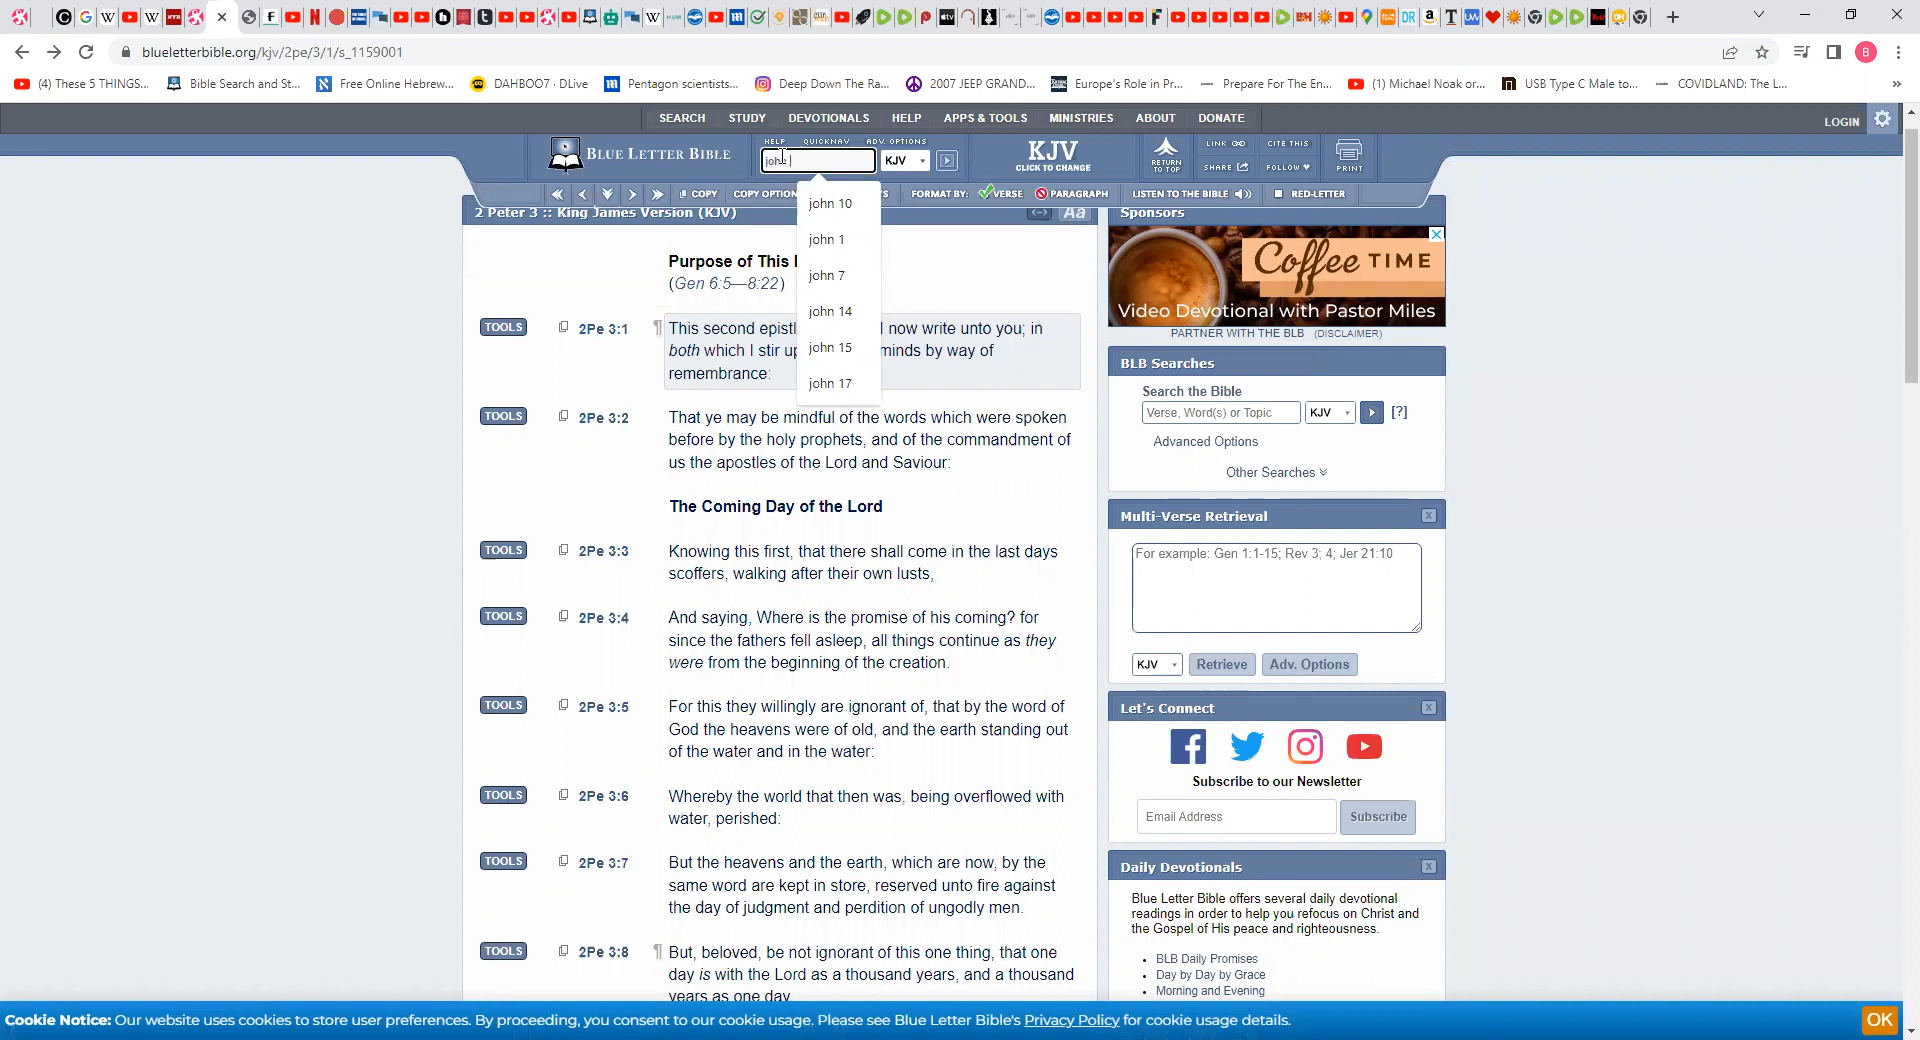 blueletterbible.org/kjv/2pe/3/1/s_1159001
(4) These 5 THINGS... Bible Search and St... Free Online Hebrew... DAHBOO7 · DLive Pentagon scientists... Deep Down The Ra... 2007 JEEP GRAND... Europe's Role in Pr... Prepare For The En... (1) Michael Noak or... USB Type C Male to... COVIDLAND: The L...
SEARCH STUDY DEVOTIONALS HELP APPS & TOOLS MINISTRIES ABOUT DONATE LOGIN
HELP QUICKNAV ADV. OPTIONS
BLUE LETTER BIBLE
john
KJV
KJV
CLICK TO CHANGE
RETURN
TO TOP
LINK CITE THIS
SHARE FOLLOW
PRINT
COPY COPY OPTION TS FORMAT BY: VERSE PARAGRAPH LISTEN TO THE BIBLE RED-LETTER
john 10
john 1
john 7
john 14
john 15
john 17
2 Peter 3 :: King James Version (KJV) Aa
Purpose of This
(Gen 6:5—8:22)
TOOLS 2Pe 3:1 ¶ This second epistl I now write unto you; in
both which I stir up minds by way of
remembrance:
TOOLS 2Pe 3:2 That ye may be mindful of the words which were spoken
before by the holy prophets, and of the commandment of
us the apostles of the Lord and Saviour:
The Coming Day of the Lord
TOOLS 2Pe 3:3 Knowing this first, that there shall come in the last days
scoffers, walking after their own lusts,
TOOLS 2Pe 3:4 And saying, Where is the promise of his coming? for
since the fathers fell asleep, all things continue as they
were from the beginning of the creation.
TOOLS 2Pe 3:5 For this they willingly are ignorant of, that by the word of
God the heavens were of old, and the earth standing out
of the water and in the water:
TOOLS 2Pe 3:6 Whereby the world that then was, being overflowed with
water, perished:
TOOLS 2Pe 3:7 But the heavens and the earth, which are now, by the
same word are kept in store, reserved unto fire against
the day of judgment and perdition of ungodly men.
TOOLS 2Pe 3:8 ¶ But, beloved, be not ignorant of this one thing, that one
day is with the Lord as a thousand years, and a thousand
years as one day
Sponsors
Coffee TIME
Video Devotional with Pastor Miles
PARTNER WITH THE BLB (DISCLAIMER)
BLB Searches
Search the Bible
Verse, Word(s) or Topic KJV [?]
Advanced Options
Other Searches
Multi-Verse Retrieval X
For example: Gen 1:1-15; Rev 3; 4; Jer 21:10
KJV Retrieve Adv. Options
Let's Connect X
Subscribe to our Newsletter
Email Address Subscribe
Daily Devotionals X
Blue Letter Bible offers several daily devotional
readings in order to help you refocus on Christ and
the Gospel of His peace and righteousness.
• BLB Daily Promises
• Day by Day by Grace
• Morning and Evening
Cookie Notice: Our website uses cookies to store user preferences. By proceeding, you consent to our cookie usage. Please see Blue Letter Bible's Privacy Policy for cookie usage details. OK